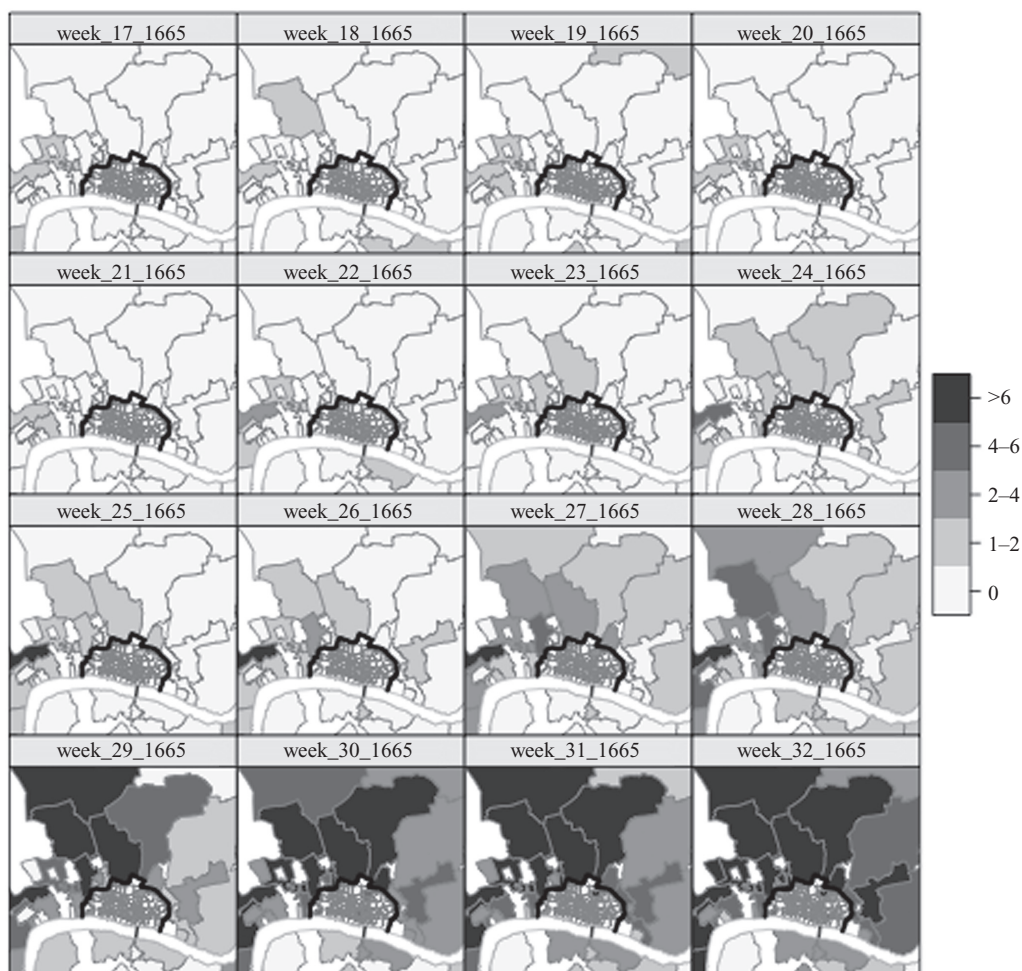 week_17_1665 week_18_1665 week_19_1665 week_20_1665
week_21_1665 week_22_1665 week_23_1665 week_24_1665
>6
4–6
2–4
1–2
0
week_25_1665 week_26_1665 week_27_1665 week_28_1665
week_29_1665 week_30_1665 week_31_1665 week_32_1665